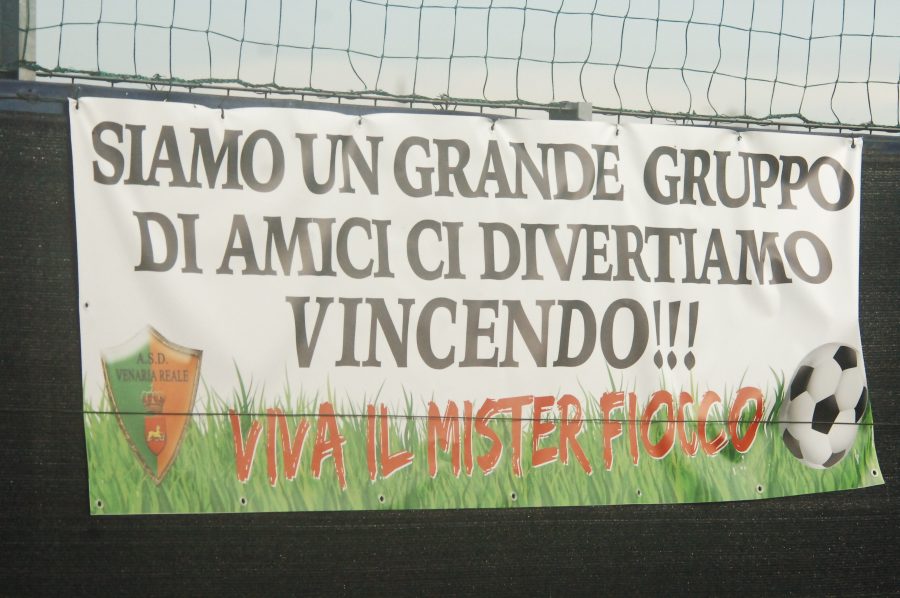 SIAMO UN GRANDE GRUPPO
DI AMICI CI DIVERTIAMO
VINCENDO!!!
A.S.D.
VENARIA REALE
VIVA IL MISTER FIOCCO